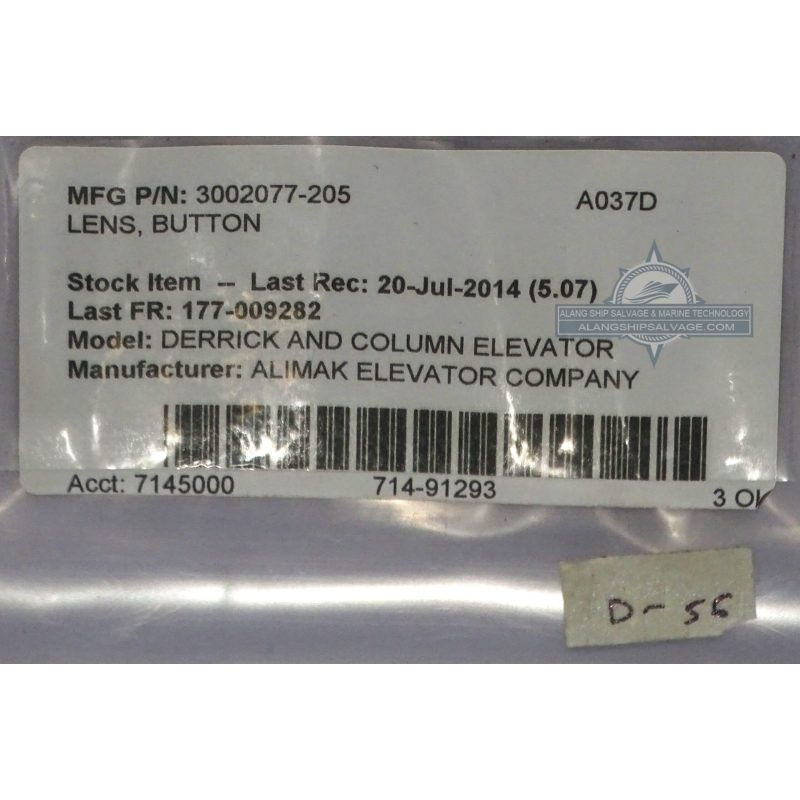 MFG P/N: 3002077-205 A037D
LENS, BUTTON
Stock Item -- Last Rec: 20-Jul-2014 (5.07)
Last FR: 177-009282
ALANG SHIP SALVAGE & MARINE TECHNOLOGY
ALANGSHIPSALVAGE.COM
Model: DERRICK AND COLUMN ELEVATOR
Manufacturer: ALIMAK ELEVATOR COMPANY
Acct: 7145000 714-91293 3
D-56